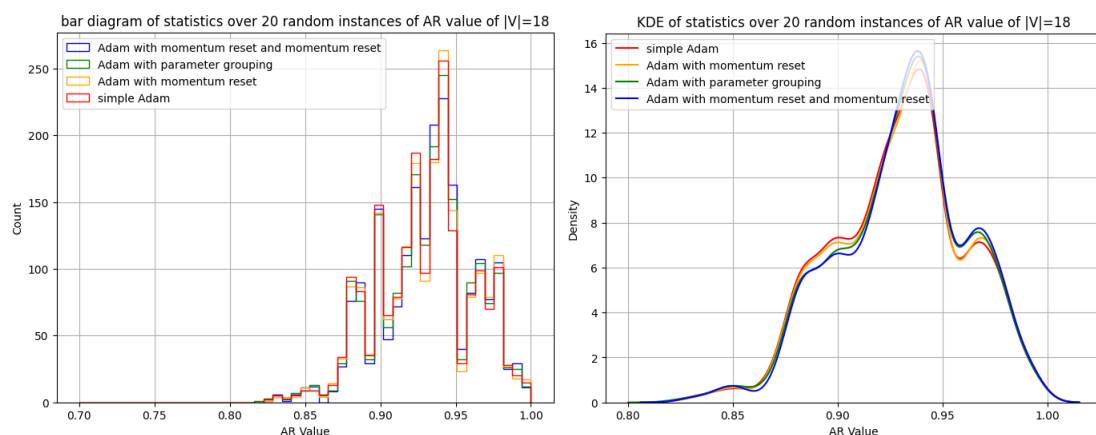 bar diagram of statistics over 20 random instances of AR value of |V|=18
Adam with momentum reset and momentum reset
Adam with parameter grouping
Adam with momentum reset
simple Adam
250
200
150
100
50
0
Count
0.70 0.75 0.80 0.85 0.90 0.95 1.00
AR Value
KDE of statistics over 20 random instances of AR value of |V|=18
simple Adam
Adam with momentum reset
Adam with parameter grouping
Adam with momentum reset and momentum reset
16
14
12
10
8
6
4
2
0
Density
0.80 0.85 0.90 0.95 1.00
AR Value